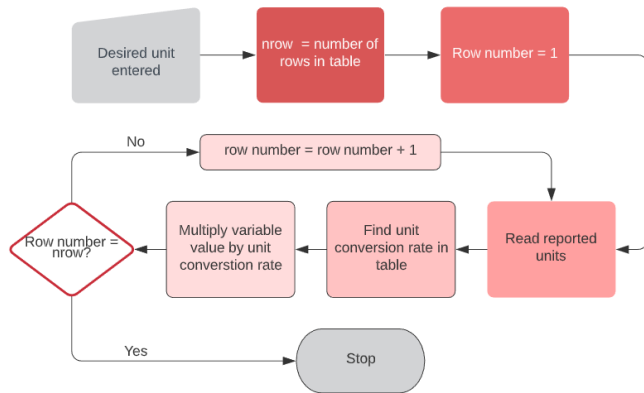 Desired unit
entered
nrow  = number of
rows in table
Row number = 1
No
row number = row number + 1
Row number =
nrow?
Multiply variable
value by unit
converstion rate
Find unit
conversion rate in
table
Read reported
units
Yes
Stop